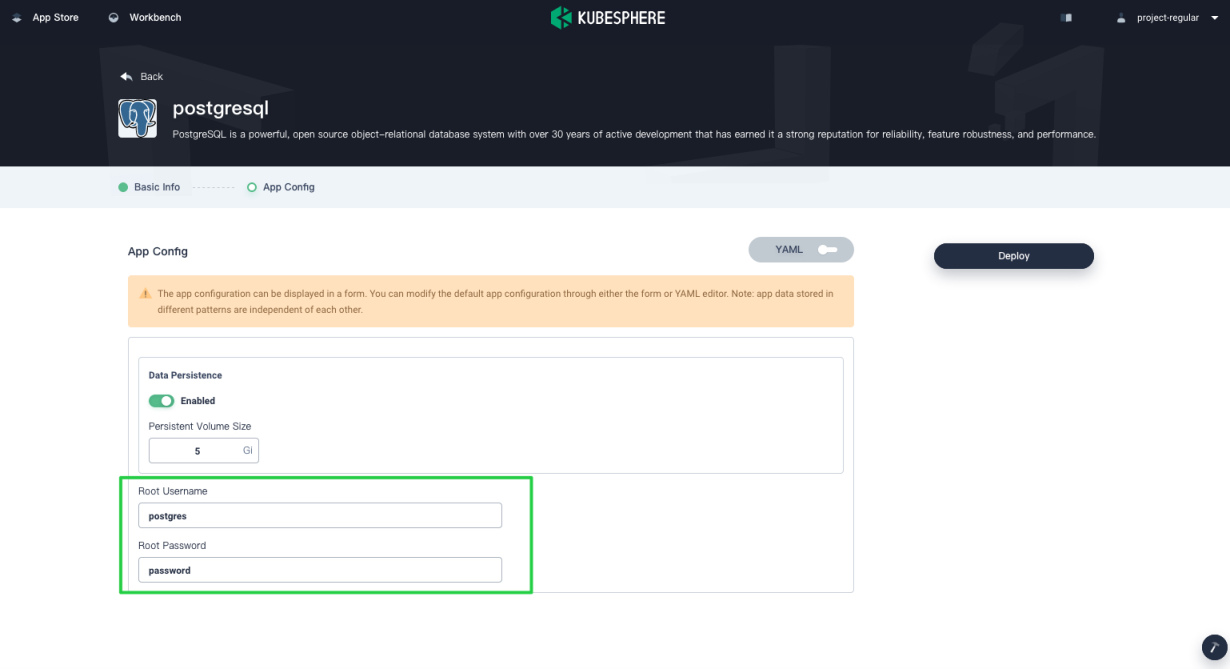 App Store
Workbench
KUBESPHERE
project-regular
Back
postgresql
PostgreSQL is a powerful, open source object-relational database system with over 30 years of active development that has earned it a strong reputation for reliability, feature robustness, and performance.
Basic Info
App Config
App Config
YAML
Deploy
The app configuration can be displayed in a form. You can modify the default app configuration through either the form or YAML editor. Note: app data stored in
different patterns are independent of each other.
Data Persistence
Enabled
Persistent Volume Size
5 Gi
Root Username
postgres
Root Password
password